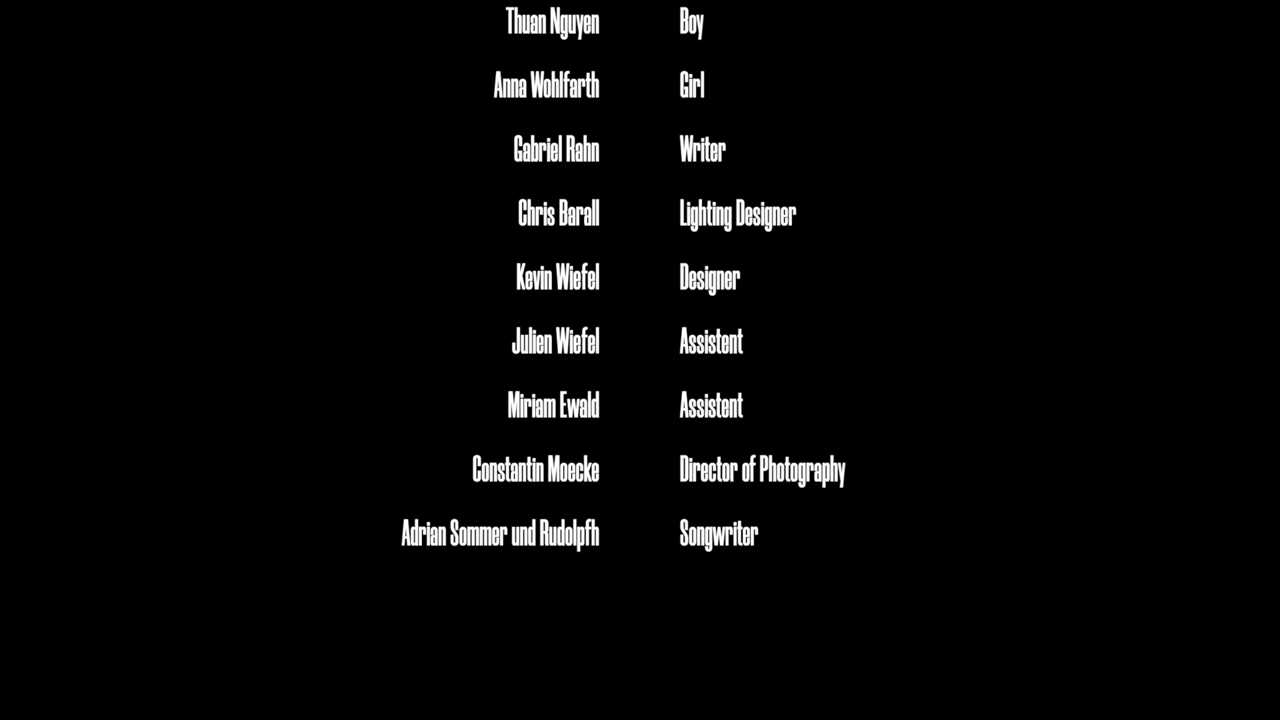 Thuan Nguyen Boy
Anna Wohlfarth Girl
Gabriel Rahn Writer
Chris Barall Lighting Designer
Kevin Wiefel Designer
Julien Wiefel Assistent
Miriam Ewald Assistent
Constantin Moecke Director of Photography
Adrian Sommer und Rudolpfh Songwriter